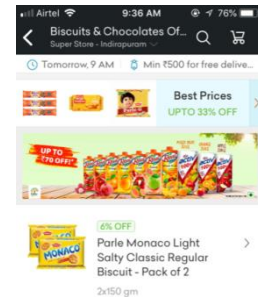 Airtel 9:36 AM 76%
Biscuits & Chocolates Of...
Super Store - Indirapuram
Tomorrow, 9 AM Min ₹500 for free delive...
Best Prices
UPTO 33% OFF
UP TO
₹70 OFF!*
activ
6% OFF
Parle Monaco Light
Salty Classic Regular
Biscuit - Pack of 2
MONACO
2x150 gm